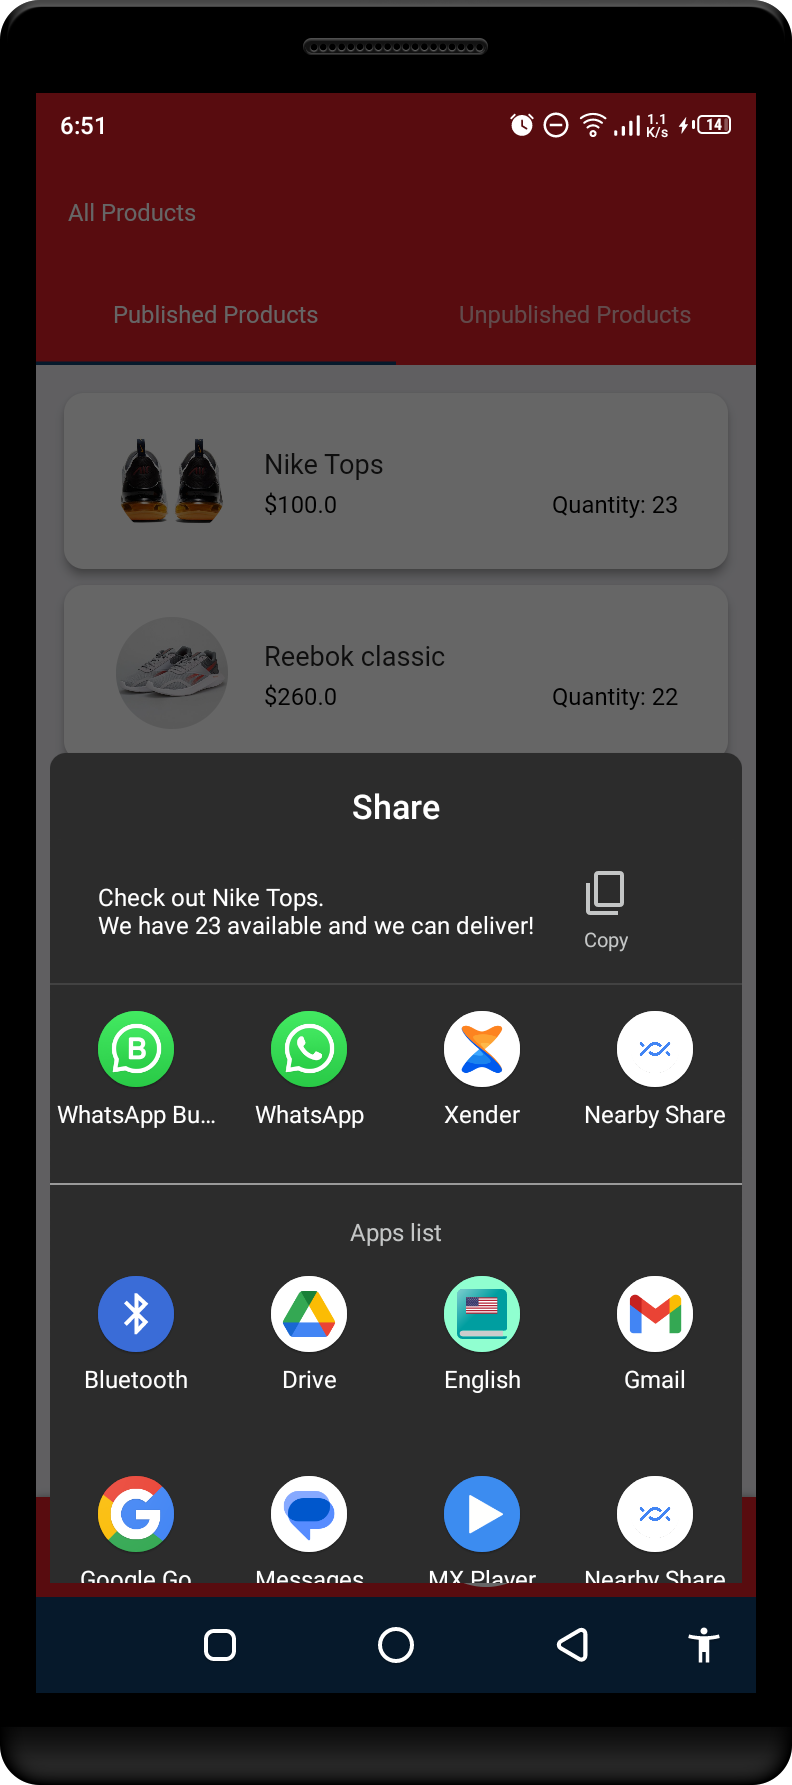 6:51
1.1
K/s
14
All Products
Published Products
Unpublished Products
Nike Tops
$100.0
Quantity: 23
Reebok classic
$260.0
Quantity: 22
Share
Check out Nike Tops.
We have 23 available and we can deliver!
Copy
B
WhatsApp Bu...
WhatsApp
Xender
Nearby Share
Apps list
Bluetooth
Drive
English
Gmail
G
Google Go
Messages
MX Player
Nearby Share